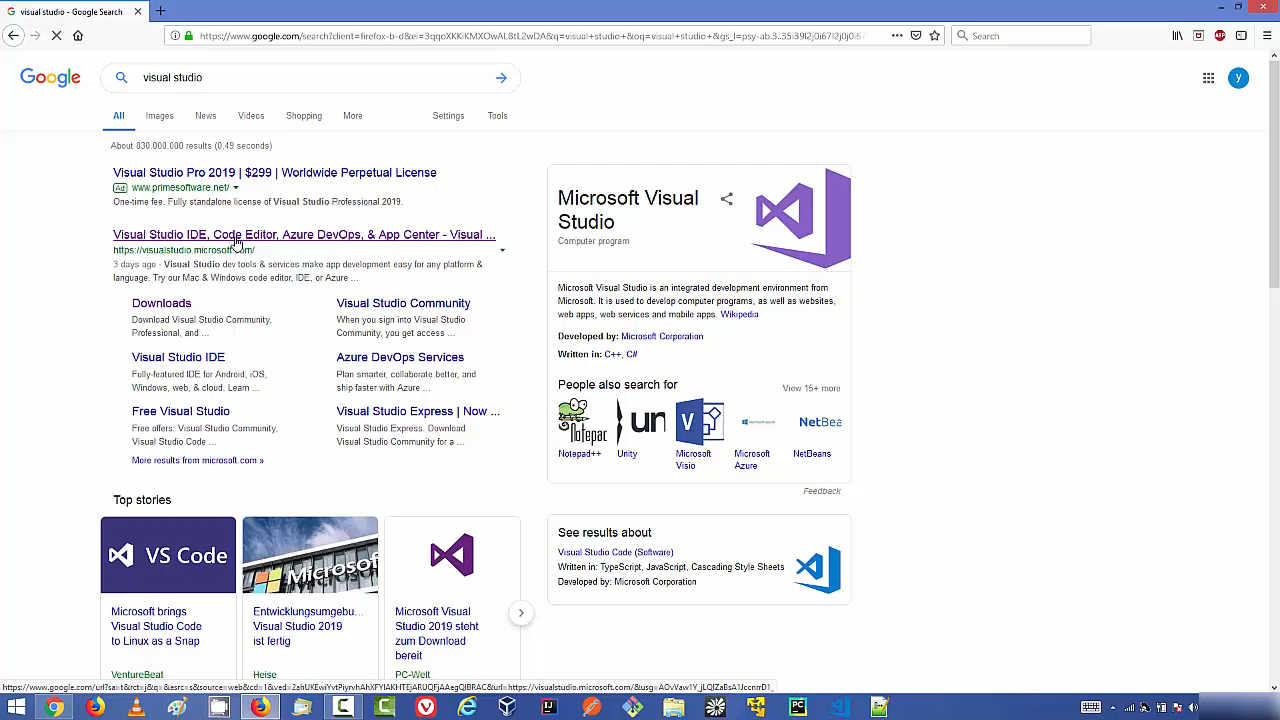 visual studio - Google Search
https://www.google.com/search?client=firefox-b-d&ei=
Search
Google
visual studio
y
All
Images
News
Videos
Shopping
More
Settings
Tools
About 830.000.000 results (0,49 seconds)
Visual Studio Pro 2019 | $299 | Worldwide Perpetual License
Ad www.primesoftware.net/
One-time fee. Fully standalone license of Visual Studio Professional 2019.
Visual Studio IDE, Code Editor, Azure DevOps, & App Center - Visual ...
https://visualstudio.microsoft.com/
3 days ago - Visual Studio dev tools & services make app development easy for any platform &
language. Try our Mac & Windows code editor, IDE, or Azure ...
Downloads
Download Visual Studio Community,
Professional, and ...
Visual Studio Community
When you sign into Visual Studio
Community, you get access ...
Visual Studio IDE
Fully-featured IDE for Android, iOS,
Windows, web, & cloud. Learn ...
Azure DevOps Services
Plan smarter, collaborate better, and
ship faster with Azure ...
Free Visual Studio
Free offers: Visual Studio Community,
Visual Studio Code ...
Visual Studio Express | Now ...
Visual Studio Express. Download
Visual Studio Community for a ...
More results from microsoft.com »
Top stories
VS Code
Microsoft brings
Visual Studio Code
to Linux as a Snap
VentureBeat
Microsof
Entwicklungsumgebu...
Visual Studio 2019
ist fertig
Heise
Microsoft Visual
Studio 2019 steht
zum Download
bereit
PC-Welt
Microsoft Visual
Studio
Computer program
Microsoft Visual Studio is an integrated development environment from
Microsoft. It is used to develop computer programs, as well as websites,
web apps, web services and mobile apps. Wikipedia
Developed by: Microsoft Corporation
Written in: C++, C#
People also search for
View 15+ more
Notepad++
Unity
Microsoft
Visio
Microsoft
Azure
NetBeans
Feedback
See results about
Visual Studio Code (Software)
Written in: TypeScript, JavaScript, Cascading Style Sheets
Developed by: Microsoft Corporation